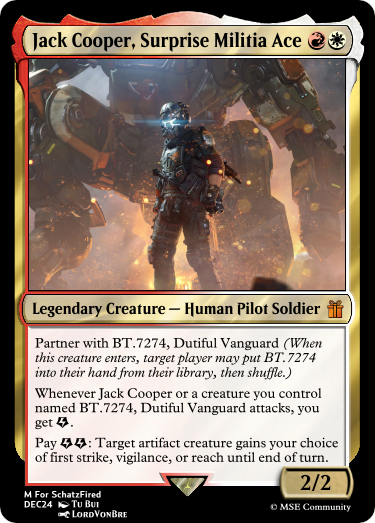 Jack Cooper, Surprise Militia Ace
Legendary Creature — Human Pilot Soldier
Partner with BT.7274, Dutiful Vanguard (When
this creature enters, target player may put BT.7274
into their hand from their library, then shuffle.)
Whenever Jack Cooper or a creature you control
named BT.7274, Dutiful Vanguard attacks, you
get .
Pay : Target artifact creature gains your choice
of first strike, vigilance, or reach until end of turn.
2/2
M For SchatzFired
DEC24 Tu Bui
LordVonBre
© MSE Community